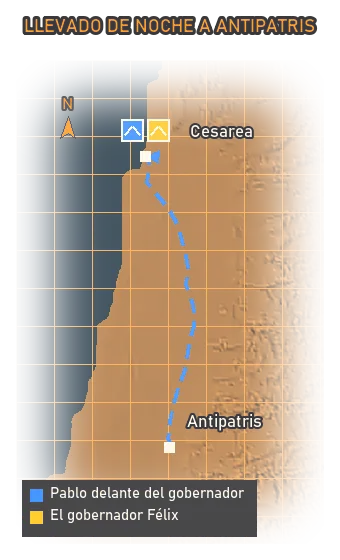 LLEVADO DE NOCHE A ANTIPATRIS
N
Cesarea
Antipatris
Pablo delante del gobernador
El gobernador Félix